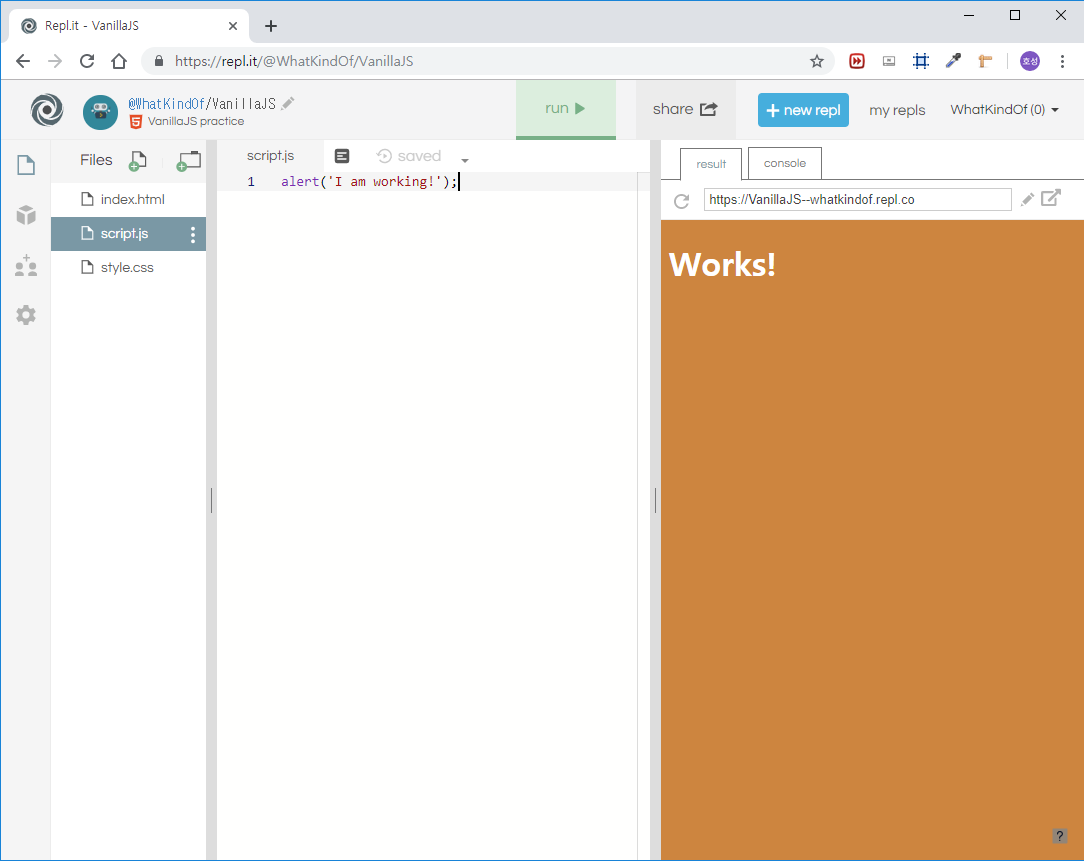 Repl.it - VanillaJS
https://repl.it/@WhatKindOf/VanillaJS
호성
@WhatKindOf/VanillaJS
VanillaJS practice
run
share
+ new repl
my repls
WhatKindOf (0)
Files
script.js
saved
result
console
index.html
script.js
style.css
1 alert('I am working!');
https://VanillaJS--whatkindof.repl.co
Works!
?